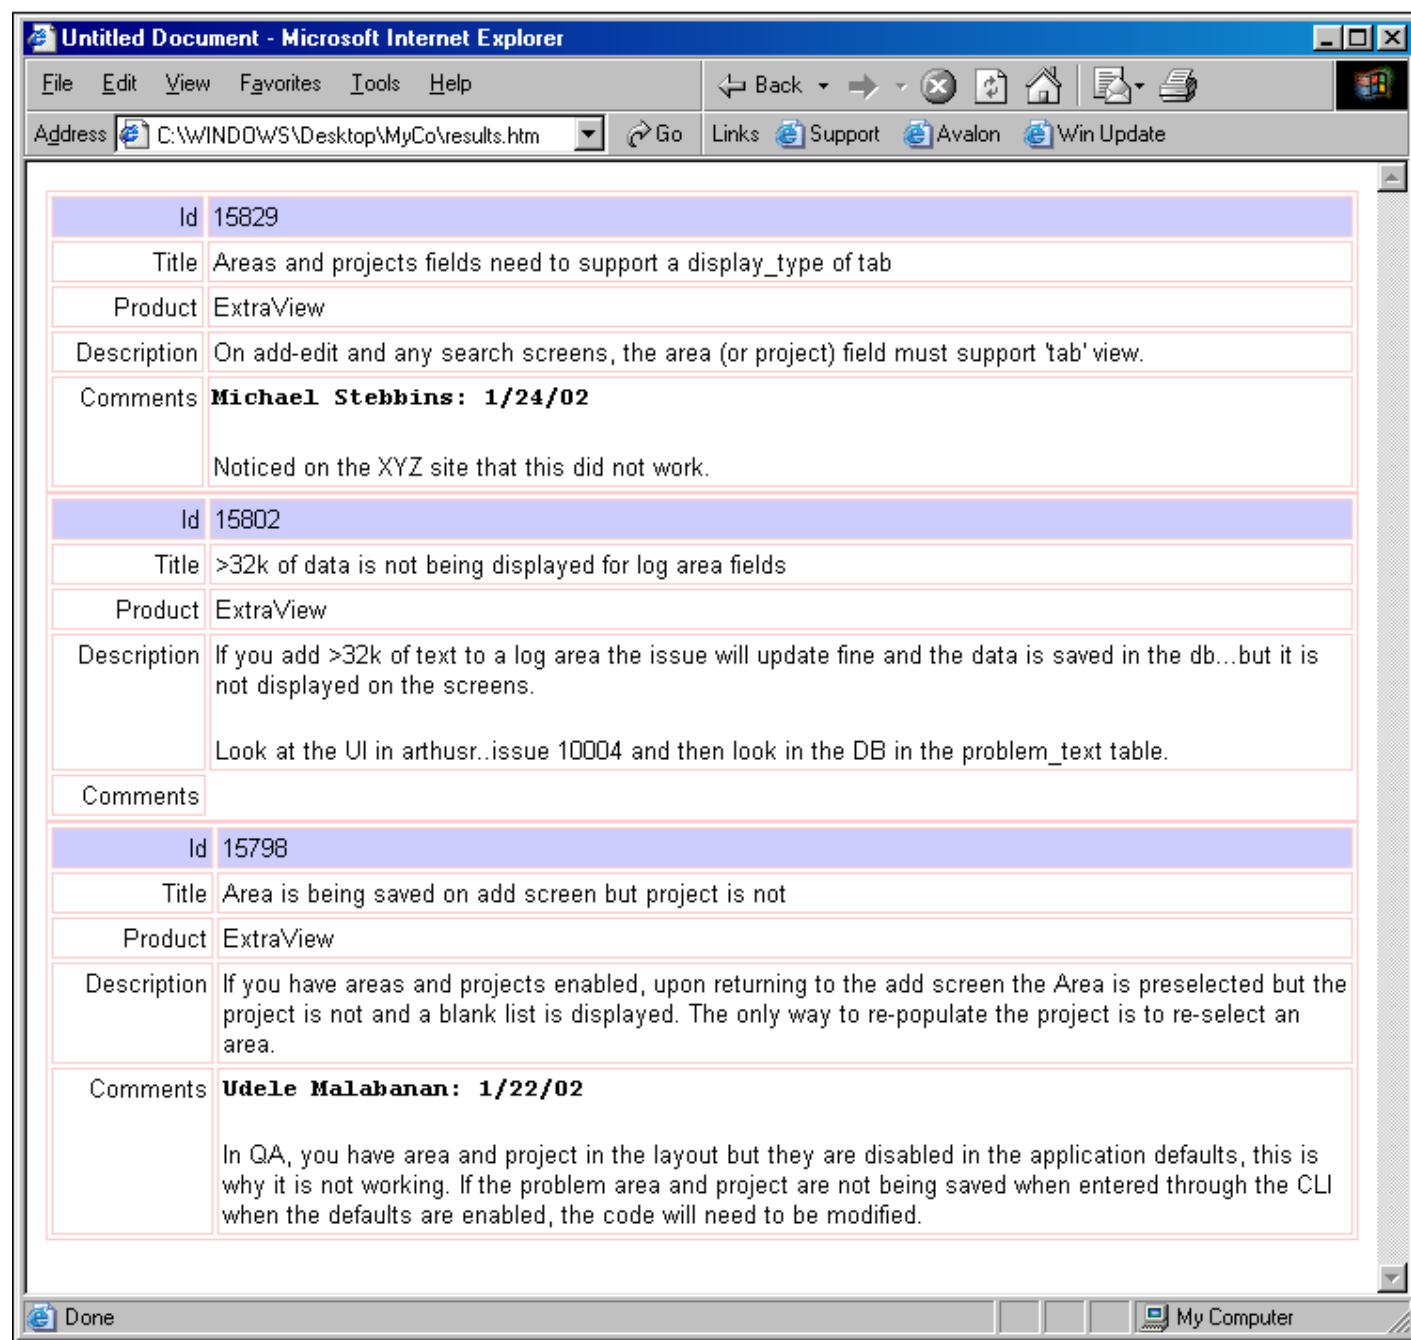 Untitled Document - Microsoft Internet Explorer
File Edit View Favorites Tools Help Back
Address C:\WINDOWS\Desktop\MyCo\results.htm Go Links Support Avalon Win Update
Id 15829
Title Areas and projects fields need to support a display_type of tab
Product ExtraView
Description On add-edit and any search screens, the area (or project) field must support 'tab' view.
Comments Michael Stebbins: 1/24/02
Noticed on the XYZ site that this did not work.
Id 15802
Title >32k of data is not being displayed for log area fields
Product ExtraView
Description If you add >32k of text to a log area the issue will update fine and the data is saved in the db...but it is
not displayed on the screens.
Look at the UI in arthusr..issue 10004 and then look in the DB in the problem_text table.
Comments
Id 15798
Title Area is being saved on add screen but project is not
Product ExtraView
Description If you have areas and projects enabled, upon returning to the add screen the Area is preselected but the
project is not and a blank list is displayed. The only way to re-populate the project is to re-select an
area.
Comments Udele Malabanan: 1/22/02
In QA, you have area and project in the layout but they are disabled in the application defaults, this is
why it is not working. If the problem area and project are not being saved when entered through the CLI
when the defaults are enabled, the code will need to be modified.
Done My Computer